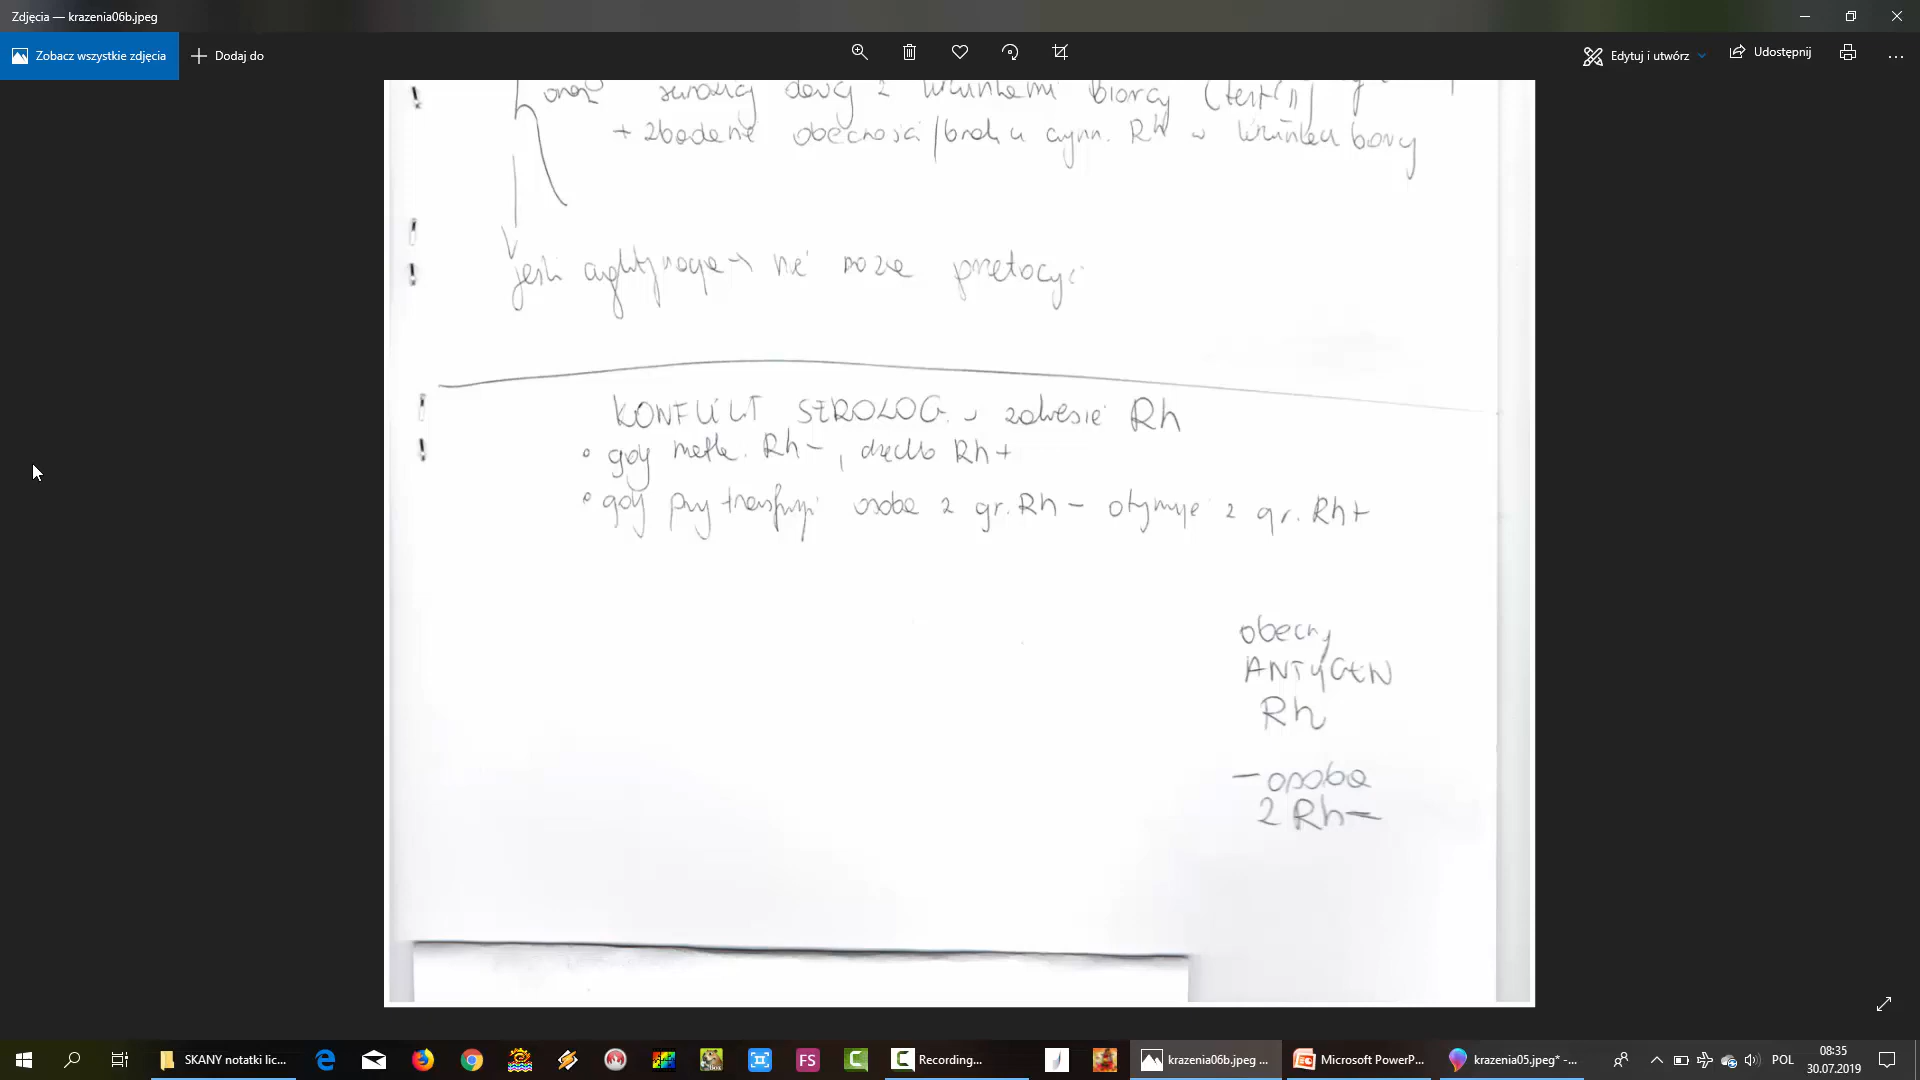 Zdjęcia — krazenia06b.jpeg
Zobacz wszystkie zdjęcia
Dodaj do
Edytuj i utwórz
Udostępnij
oraz surowicy dawcy z krwinkami biorcy
+ zbadanie obecności/braku czynn. Rh w krwinkach biorcy
jeśli aglutynacja → nie można przetoczyć
KONFLIKT SEROLOG. w zakresie Rh
• gdy matka Rh-, dziecko Rh+
• gdy przy transfuzji osoba z gr. Rh- otrzymuje z gr. Rh+
obecny
ANTYGEN
Rh
- osoba
z Rh-
SKANY notatki lic...
Recording...
krazenia06b.jpeg ...
Microsoft PowerP...
krazenia05.jpeg* -...
POL
08:35
30.07.2019